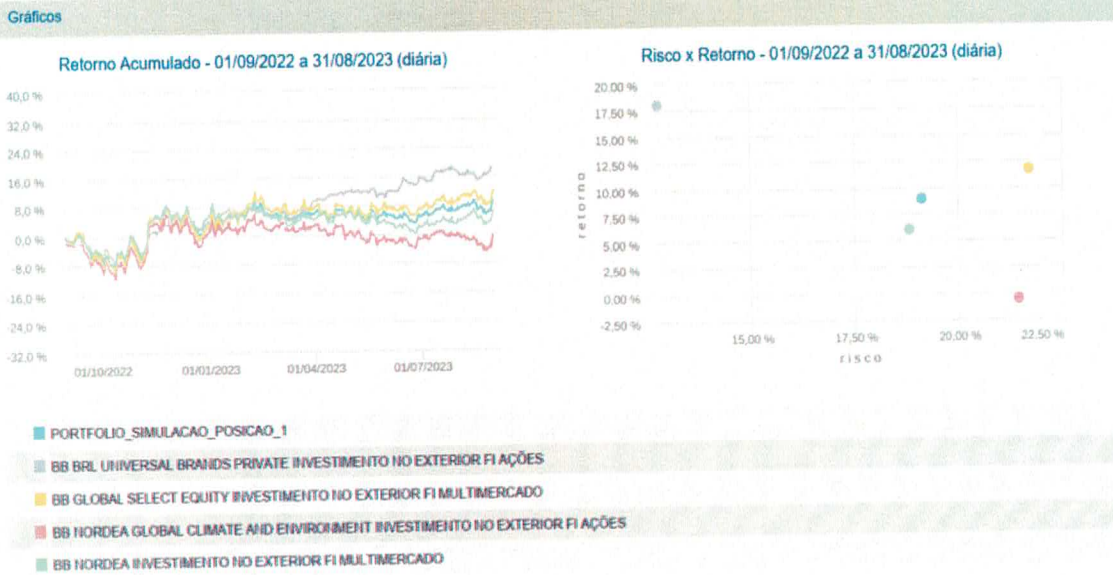 Gráficos
Retorno Acumulado - 01/09/2022 a 31/08/2023 (diária)
40,0 %
32,0 %
24,0 %
16,0 %
8,0 %
0,0 %
-8,0 %
-16,0 %
-24,0 %
-32,0 %
01/10/2022
01/01/2023
01/04/2023
01/07/2023
Risco x Retorno - 01/09/2022 a 31/08/2023 (diária)
retorno
20.00 %
17,50 %
15,00 %
12,50 %
10.00 %
7,50 %
5,00 %
2,50 %
0,00 %
-2,50 %
15,00 %
17,50 %
20,00 %
22,50 %
risco
PORTFOLIO_SIMULACAO_POSICAO_1
BB BRL UNIVERSAL BRANDS PRIVATE INVESTIMENTO NO EXTERIOR FI AÇÕES
BB GLOBAL SELECT EQUITY INVESTIMENTO NO EXTERIOR FI MULTIMERCADO
BB NORDEA GLOBAL CLIMATE AND ENVIRONMENT INVESTIMENTO NO EXTERIOR FI AÇÕES
BB NORDEA INVESTIMENTO NO EXTERIOR FI MULTIMERCADO